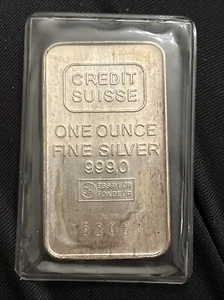 CREDIT
SUISSE
ONE OUNCE
FINE SILVER
999,0
ESSAYEUR
FONDEUR